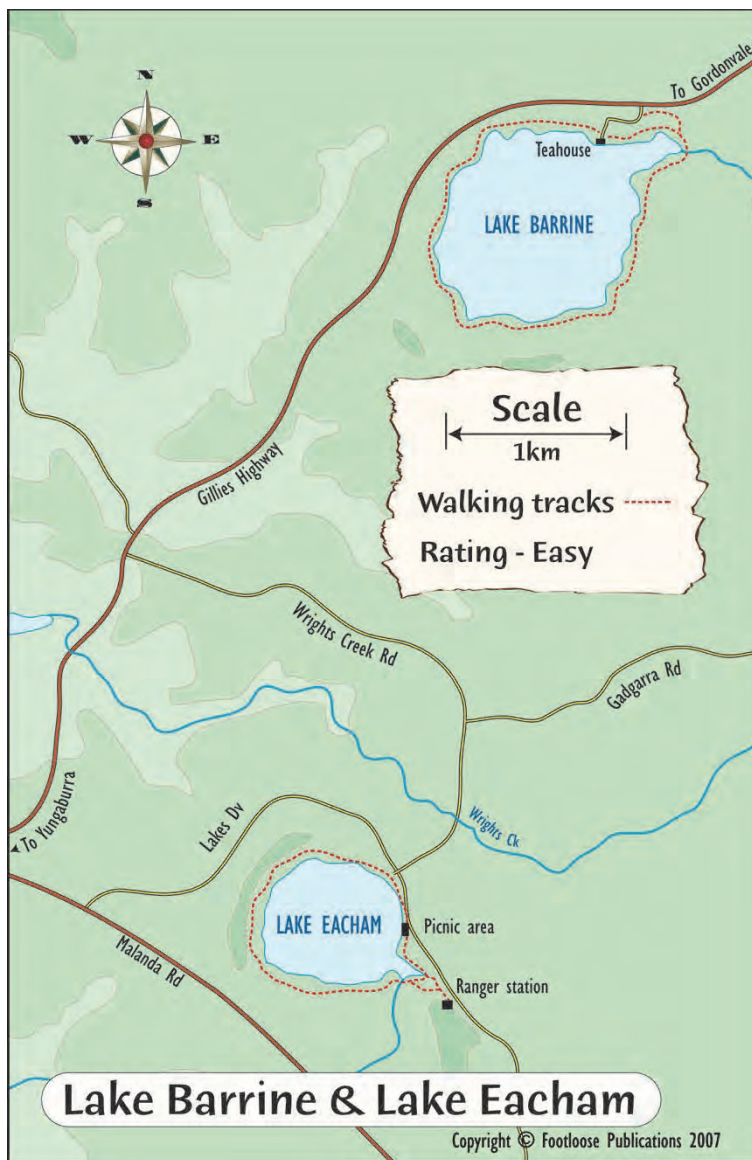 N
W
E
S
To Gordonvale
Teahouse
LAKE BARRINE
Scale
1km
Walking tracks
Rating - Easy
Gillies Highway
Wrights Creek Rd
Gadgarra Rd
To Yungaburra
Lakes Dv
Wrights Ck
LAKE EACHAM
Picnic area
Malanda Rd
Ranger station
Lake Barrine & Lake Eacham
Copyright © Footloose Publications 2007